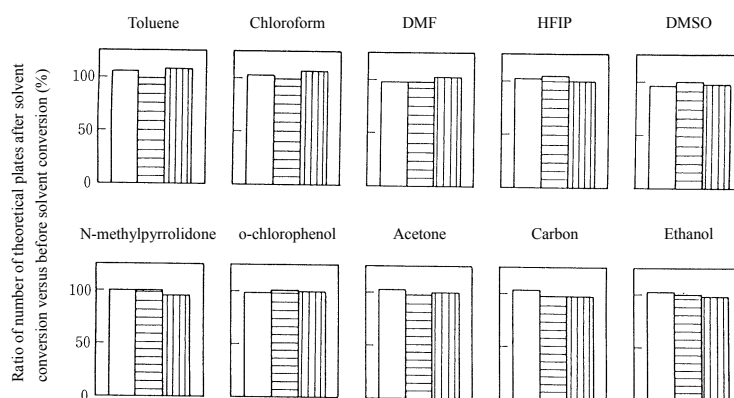 Toluene
Chloroform
DMF
HFIP
DMSO
Ratio of number of theoretical plates after solvent
conversion versus before solvent conversion (%)
100
50
0
N-methylpyrrolidone
o-chlorophenol
Acetone
Carbon
Ethanol
100
50
0